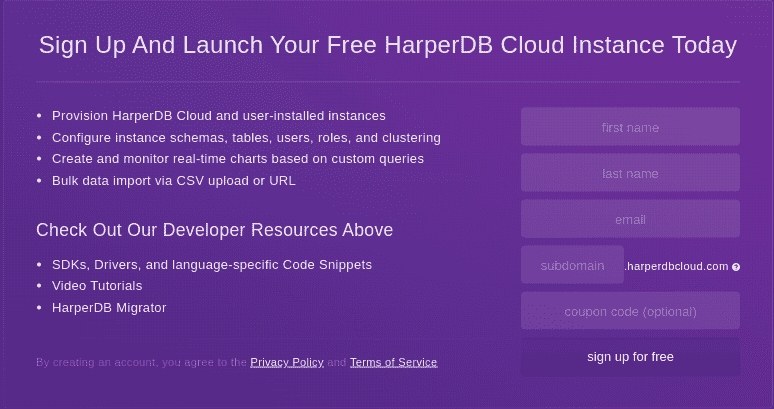 Sign Up And Launch Your Free HarperDB Cloud Instance Today
• Provision HarperDB Cloud and user-installed instances
• Configure instance schemas, tables, users, roles, and clustering
• Create and monitor real-time charts based on custom queries
• Bulk data import via CSV upload or URL
Check Out Our Developer Resources Above
• SDKs, Drivers, and language-specific Code Snippets
• Video Tutorials
• HarperDB Migrator
By creating an account, you agree to the Privacy Policy and Terms of Service
first name
last name
email
subdomain .harperdbcloud.com ?
coupon code (optional)
sign up for free